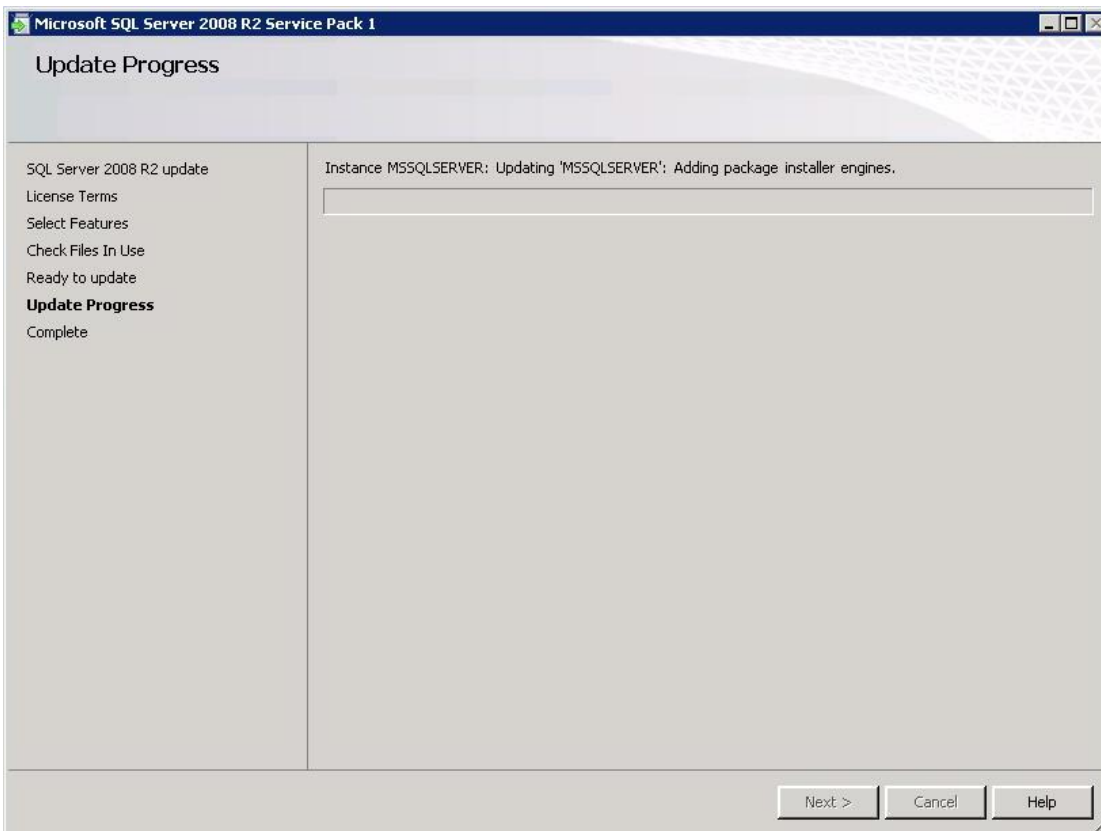 Microsoft SQL Server 2008 R2 Service Pack 1
Update Progress
SQL Server 2008 R2 update
License Terms
Select Features
Check Files In Use
Ready to update
Update Progress
Complete
Instance MSSQLSERVER: Updating 'MSSQLSERVER': Adding package installer engines.
Next >
Cancel
Help